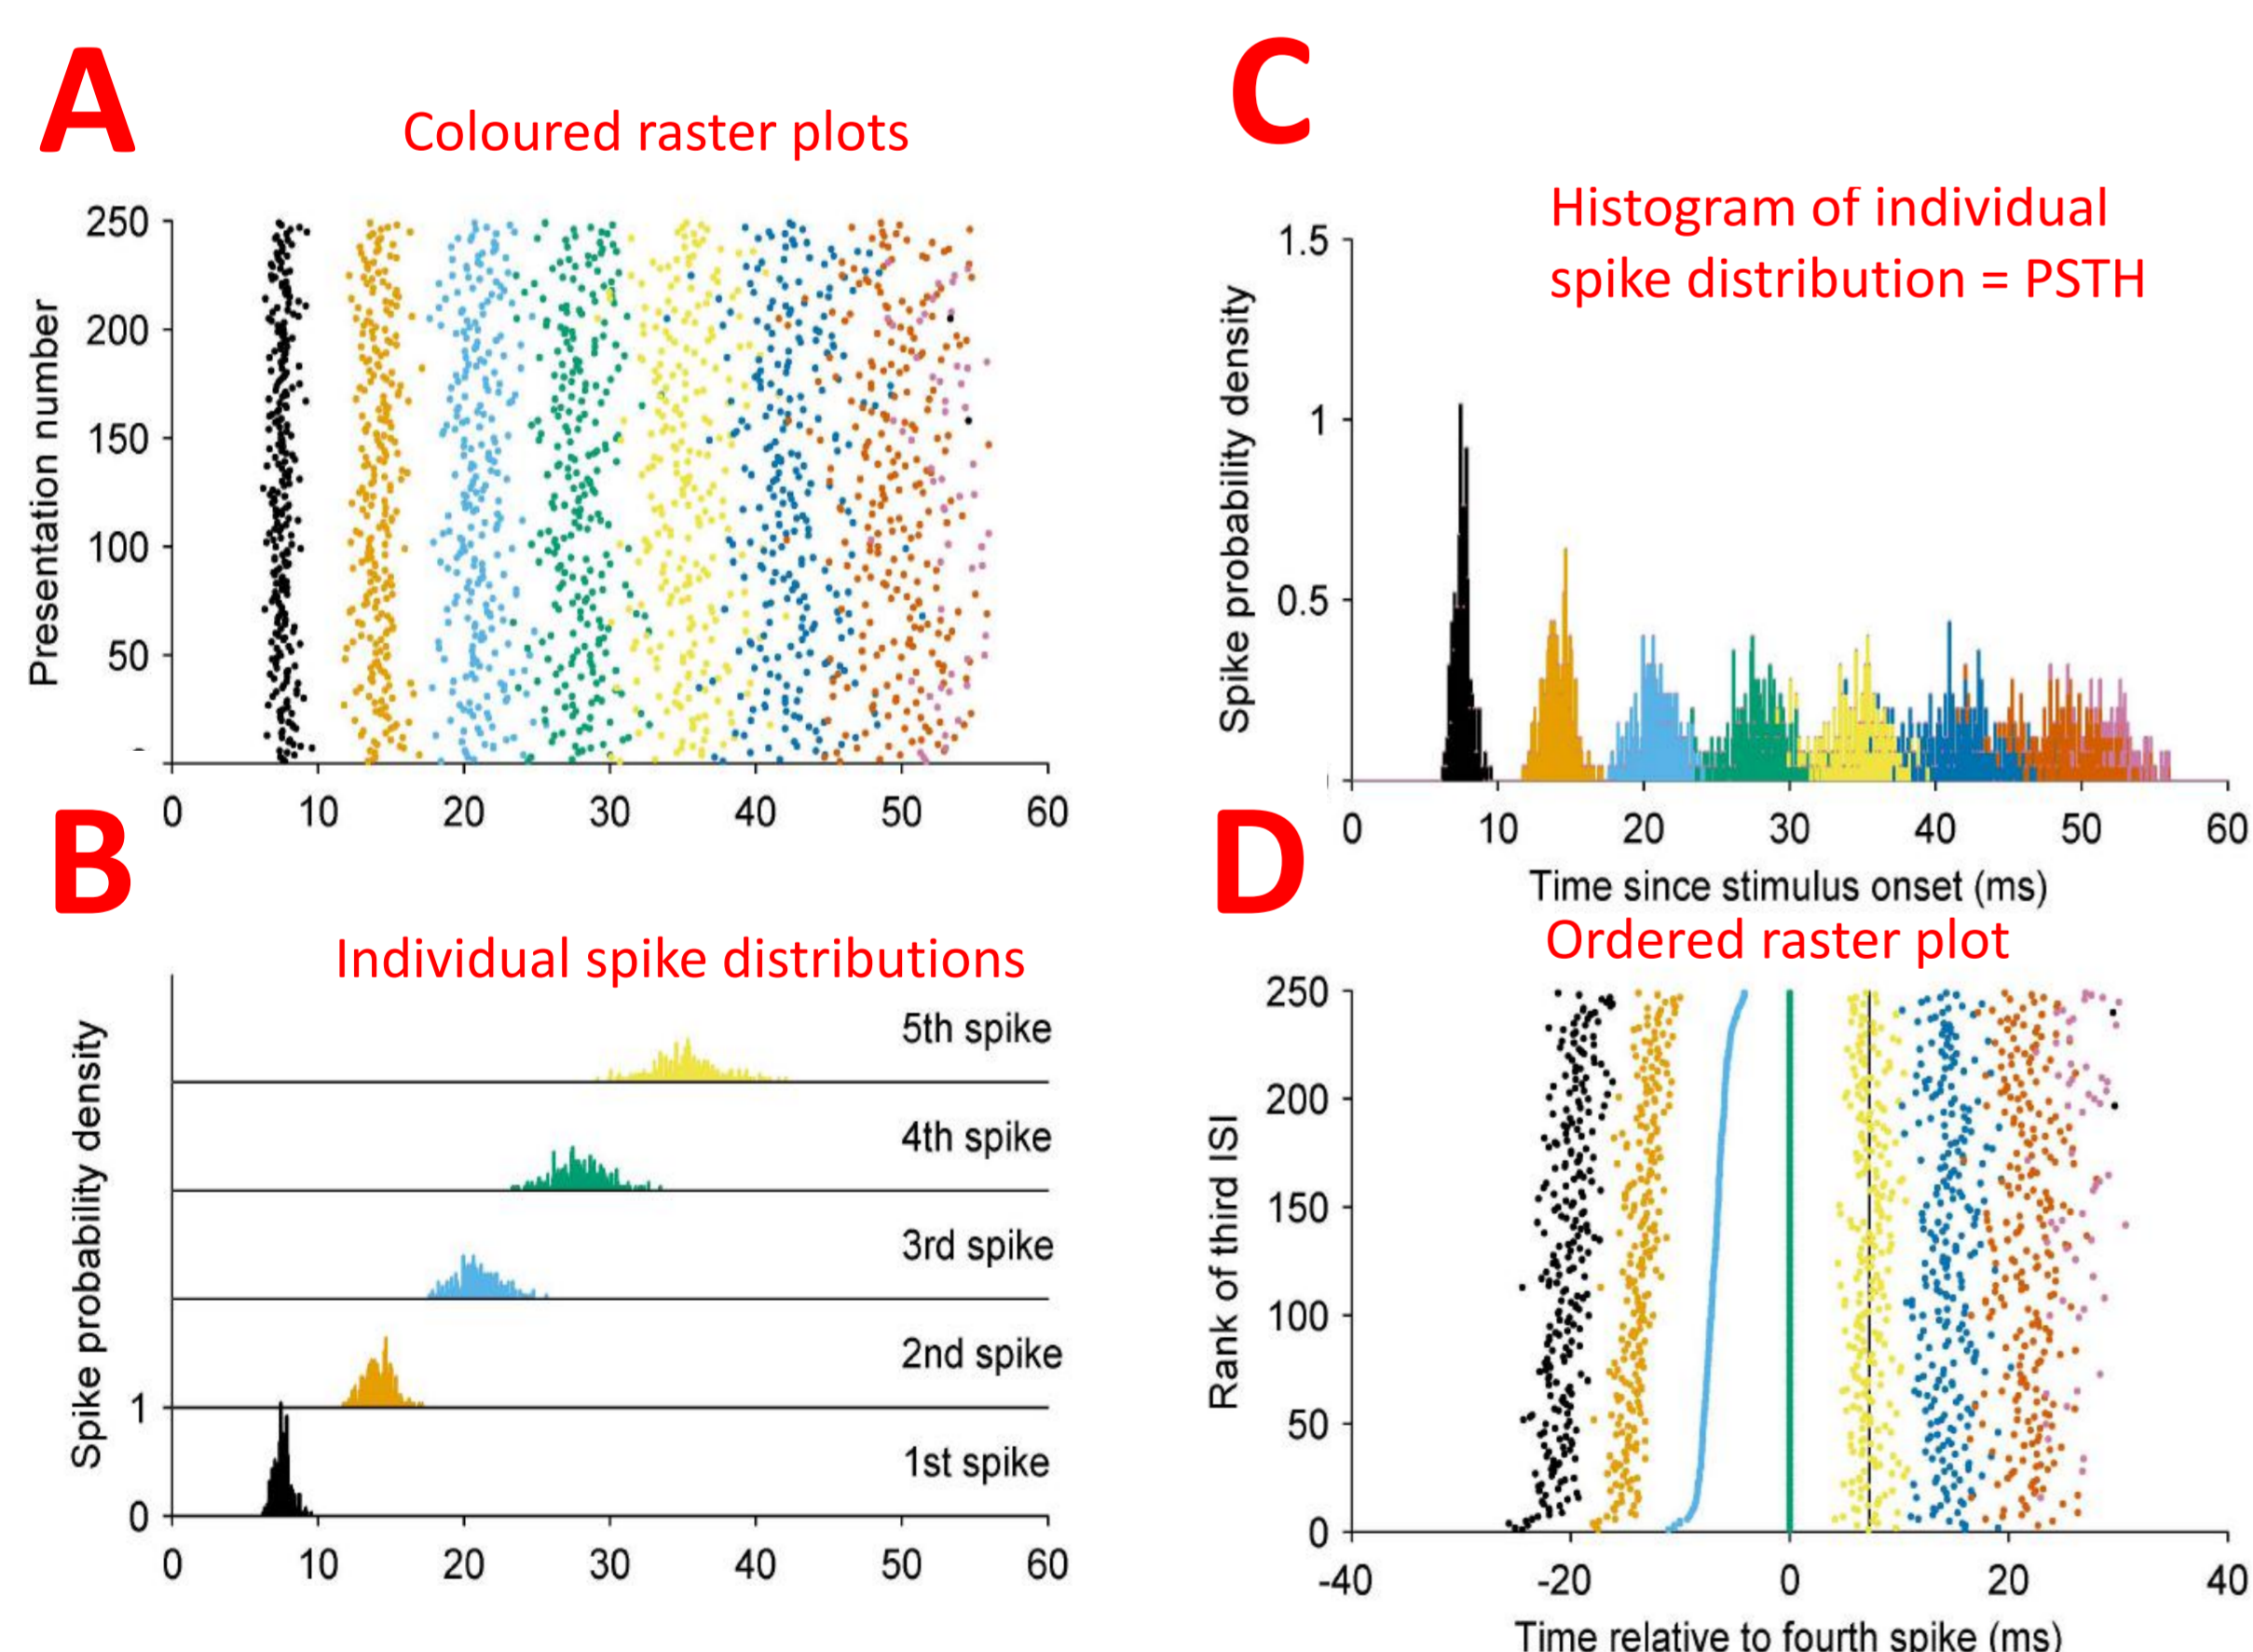 A
Coloured raster plots
Presentation number
250
200
150
100
50
0 10 20 30 40 50 60
B
Individual spike distributions
Spike probability density
5th spike
4th spike
3rd spike
2nd spike
1
1st spike
0
0 10 20 30 40 50 60
C
Histogram of individual
spike distribution = PSTH
Spike probability density
1.5
1
0.5
0 10 20 30 40 50 60
Time since stimulus onset (ms)
D
Ordered raster plot
Rank of third ISI
250
200
150
100
50
0
-40 -20 0 20 40
Time relative to fourth spike (ms)